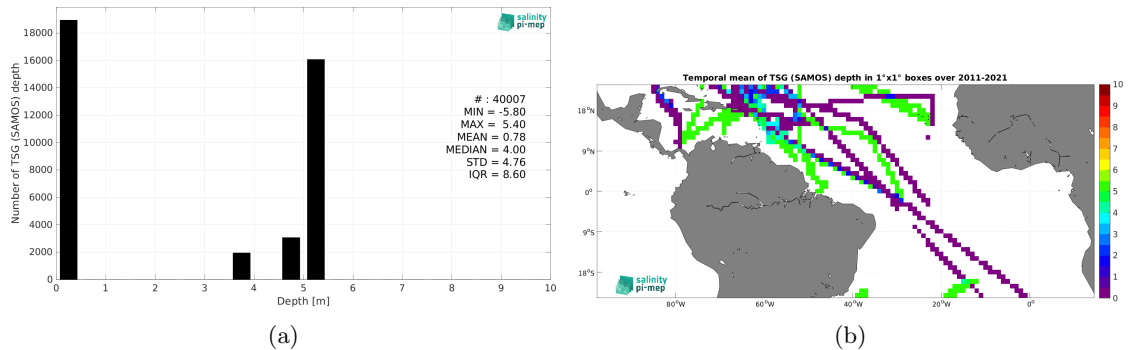 18000
16000
14000
12000
10000
8000
6000
4000
2000
0
Number of TSG (SAMOS) depth
salinity
pi-mep
# : 40007
MIN = -5.80
MAX = 5.40
MEAN = 0.78
MEDIAN = 4.00
STD = 4.76
IQR = 8.60
0 1 2 3 4 5 6 7 8 9 10
Depth [m]
(a)
Temporal mean of TSG (SAMOS) depth in 1°x1° boxes over 2011-2021
18°N
9°N
0°
9°S
18°S
80°W 60°W 40°W 20°W 0°
salinity
pi-mep
10
9
8
7
6
5
4
3
2
1
0
(b)